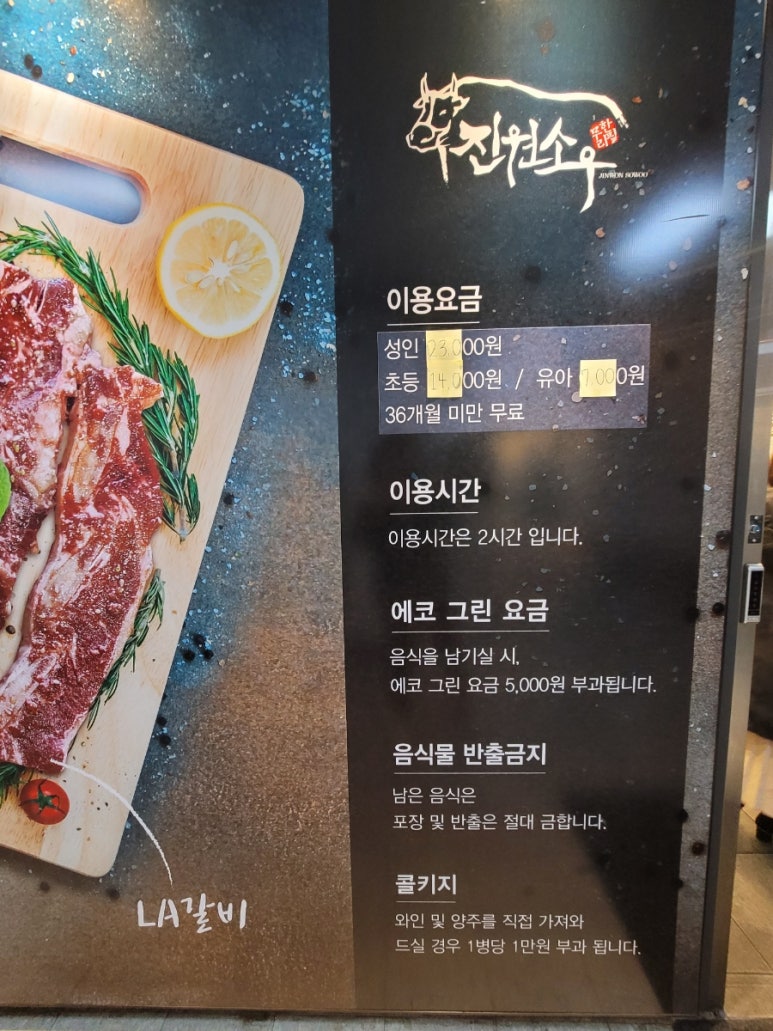 진원소우
무한
리필
JINWON SOWOO
이용요금
성인 23,000원
초등 14,000원 / 유아 7,000원
36개월 미만 무료
이용시간
이용시간은 2시간 입니다.
에코 그린 요금
음식을 남기실 시,
에코 그린 요금 5,000원 부과됩니다.
음식물 반출금지
남은 음식은
포장 및 반출은 절대 금합니다.
콜키지
와인 및 양주를 직접 가져와
드실 경우 1병당 1만원 부과 됩니다.
LA갈비